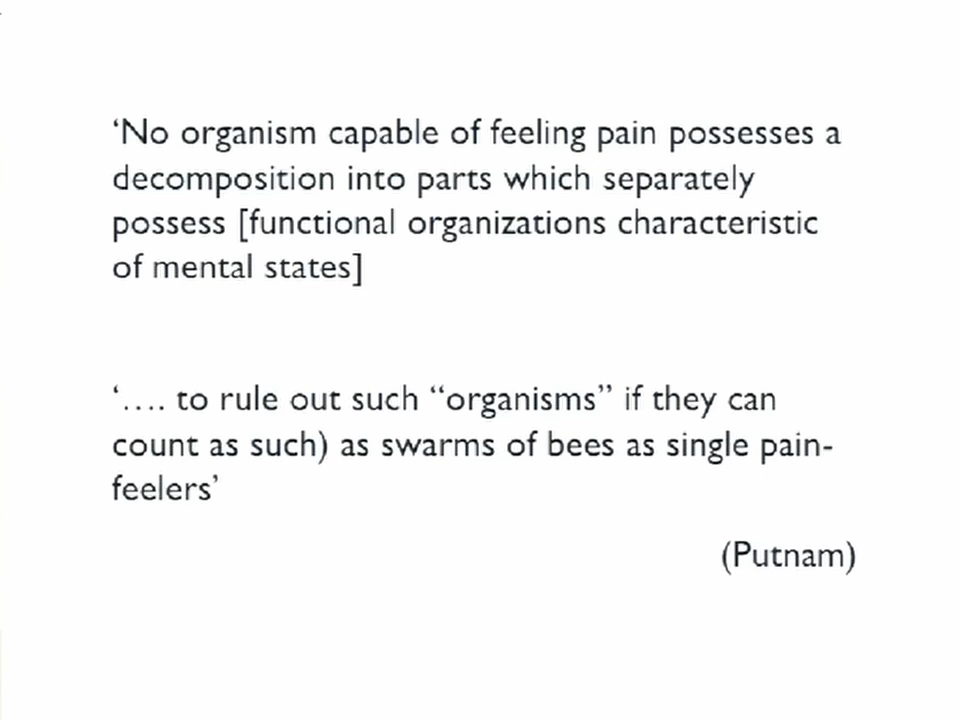 ‘No organism capable of feeling pain possesses a
decomposition into parts which separately
possess [functional organizations characteristic
of mental states]
‘…. to rule out such “organisms” if they can
count as such) as swarms of bees as single pain-
feelers’
(Putnam)